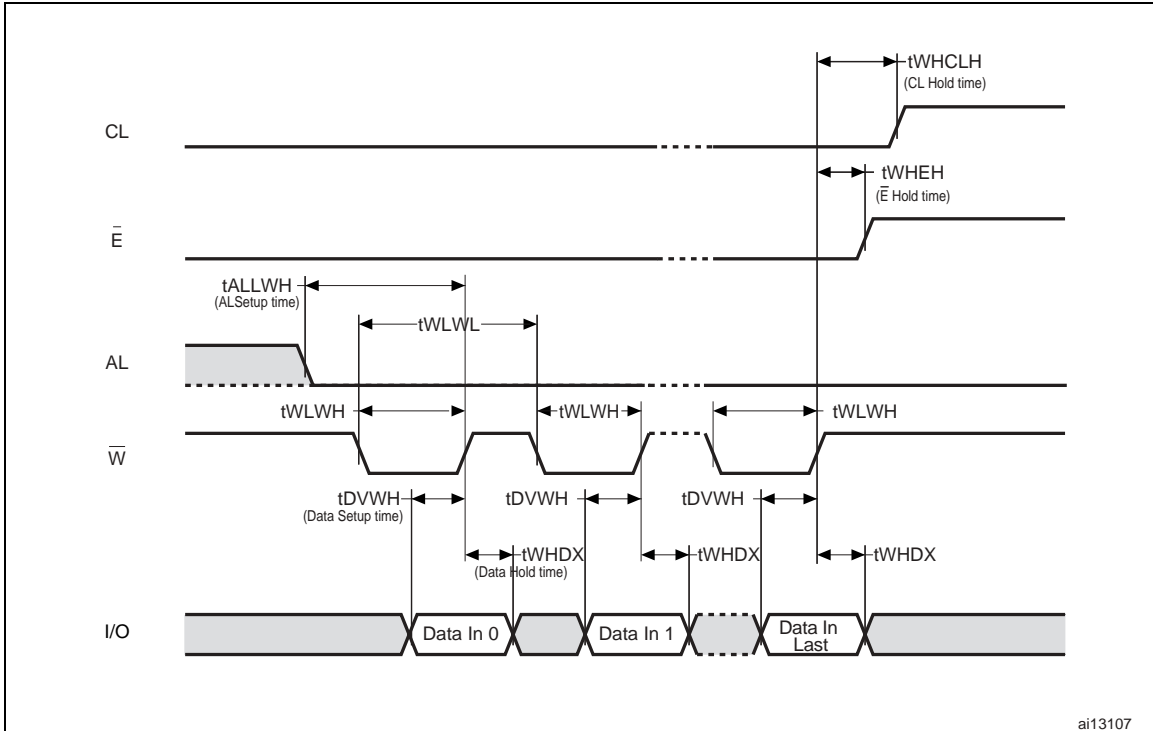 tWHCLH
(CL Hold time)
CL
tWHEH
(E̅ Hold time)
E̅
tALLWH
(ALSetup time)
tWLWL
AL
tWLWH
tWLWH
tWLWH
W̅
tDVWH
(Data Setup time)
tDVWH
tDVWH
tWHDX
(Data Hold time)
tWHDX
tWHDX
I/O
Data In 0
Data In 1
Data In
Last
ai13107